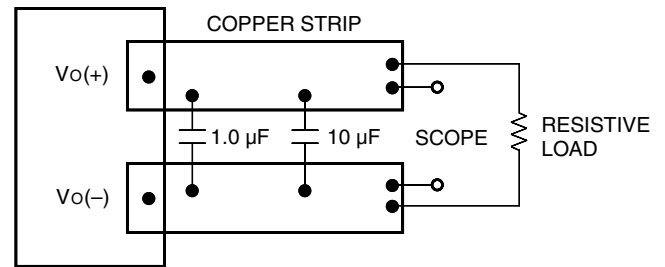 COPPER STRIP
VO(+)
1.0 µF
10 µF
SCOPE
RESISTIVE
LOAD
VO(–)